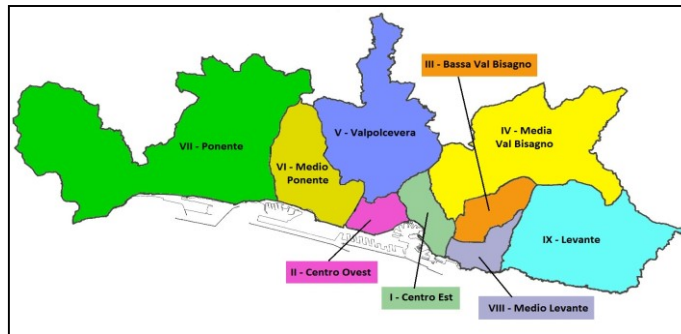 III - Bassa Val Bisagno
IV - Media
Val Bisagno
V - Valpolcevera
VII - Ponente
VI - Medio
Ponente
IX - Levante
II - Centro Ovest
I - Centro Est
VIII - Medio Levante